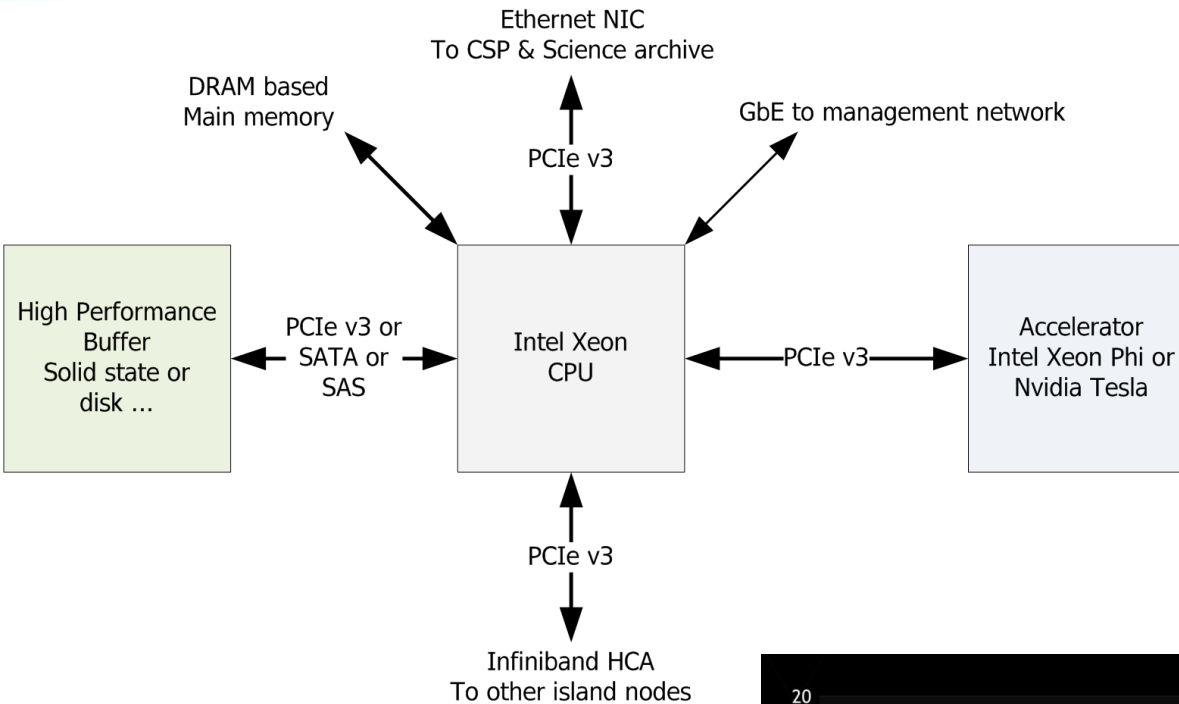 Ethernet NIC
To CSP & Science archive
DRAM based
Main memory
GbE to management network
PCIe v3
High Performance
Buffer
Solid state or
disk ...
PCIe v3 or
SATA or
SAS
Intel Xeon
CPU
PCIe v3
Accelerator
Intel Xeon Phi or
Nvidia Tesla
PCIe v3
Infiniband HCA
To other island nodes
20